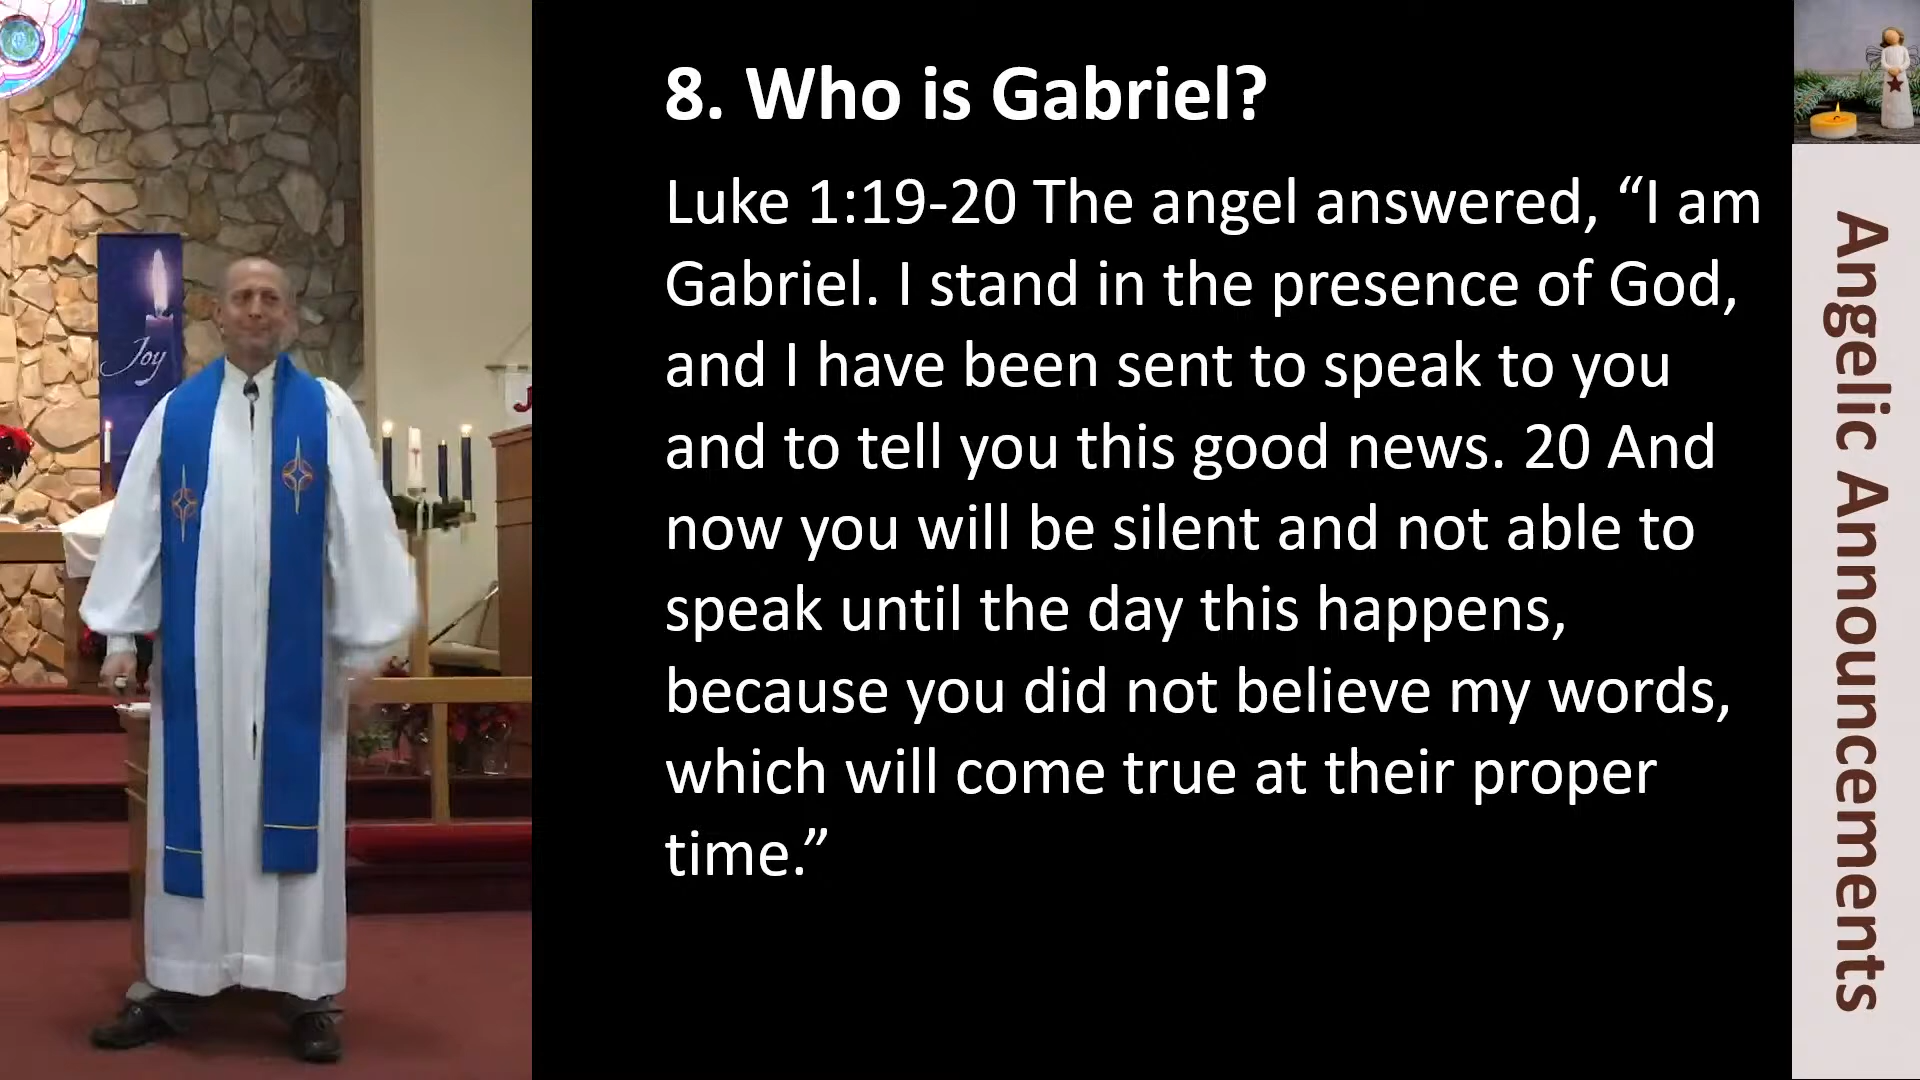 Joy
J
8. Who is Gabriel?
Luke 1:19-20 The angel answered, “I am
Gabriel. I stand in the presence of God,
and I have been sent to speak to you
and to tell you this good news. 20 And
now you will be silent and not able to
speak until the day this happens,
because you did not believe my words,
which will come true at their proper
time.”
Angelic Announcements